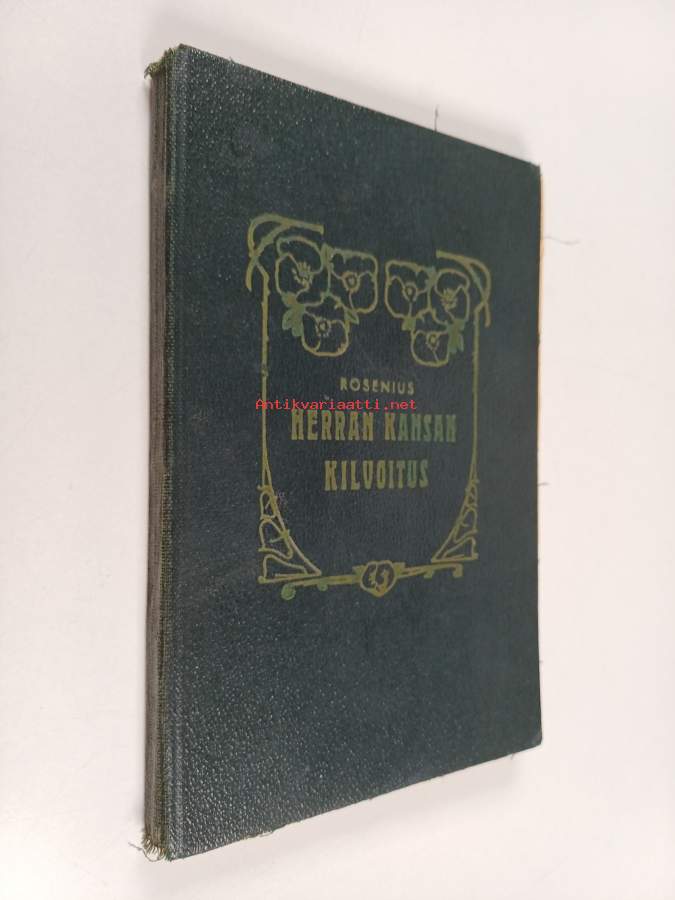 ROSENIUS
Antikvariaatti.net
HERRAN KANSAN
KILVOITUS